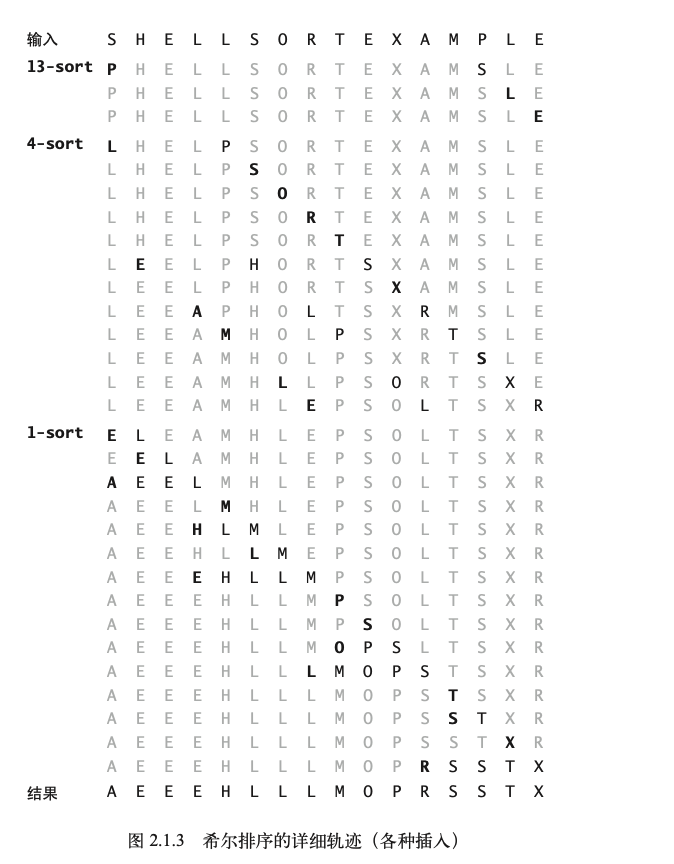 输入 S H E L L S O R T E X A M P L E
13-sort P H E L L S O R T E X A M S L E
P H E L L S O R T E X A M S L E
P H E L L S O R T E X A M S L E
4-sort L H E L P S O R T E X A M S L E
L H E L P S O R T E X A M S L E
L H E L P S O R T E X A M S L E
L H E L P S O R T E X A M S L E
L H E L P S O R T E X A M S L E
L E E L P H O R T S X A M S L E
L E E L P H O R T S X A M S L E
L E E A P H O L T S X R M S L E
L E E A M H O L P S X R T S L E
L E E A M H O L P S X R T S L E
L E E A M H L L P S O R T S X E
L E E A M H L E P S O L T S X R
1-sort E L E A M H L E P S O L T S X R
E E L A M H L E P S O L T S X R
A E E L M H L E P S O L T S X R
A E E L M H L E P S O L T S X R
A E E H L M L E P S O L T S X R
A E E H L L M E P S O L T S X R
A E E E H L L M P S O L T S X R
A E E E H L L M P S O L T S X R
A E E E H L L M P S O L T S X R
A E E E H L L M O P S L T S X R
A E E E H L L L M O P S T S X R
A E E E H L L L M O P S T S X R
A E E E H L L L M O P S S T X R
A E E E H L L L M O P S S T X R
A E E E H L L L M O P R S S T X
结果 A E E E H L L L M O P R S S T X
图 2.1.3 希尔排序的详细轨迹（各种插入）